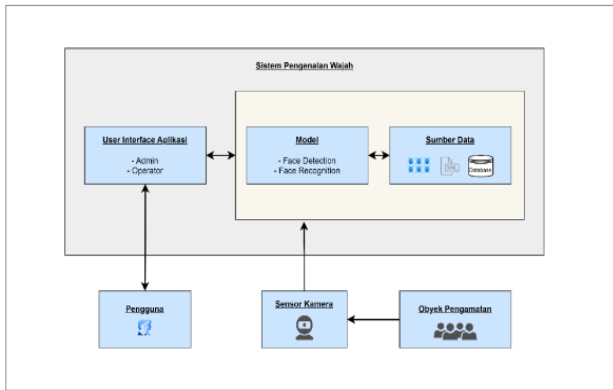 Sistem Pengenalan Wajah
User Interface Aplikasi
- Admin
- Operator
Model
- Face Detection
- Face Recognition
Sumber Data
Database
Pengguna
Sensor Kamera
Obyek Pengamatan